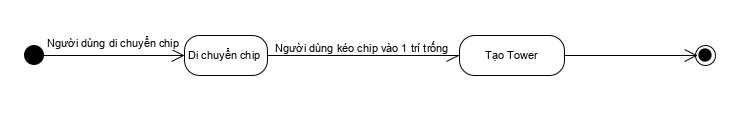 Người dùng di chuyển chip
Di chuyển chip
Người dùng kéo chip vào 1 trí trống
Tạo Tower